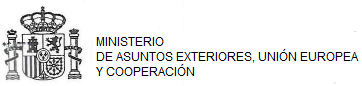 MINISTERIO
DE ASUNTOS EXTERIORES, UNIÓN EUROPEA
Y COOPERACIÓN